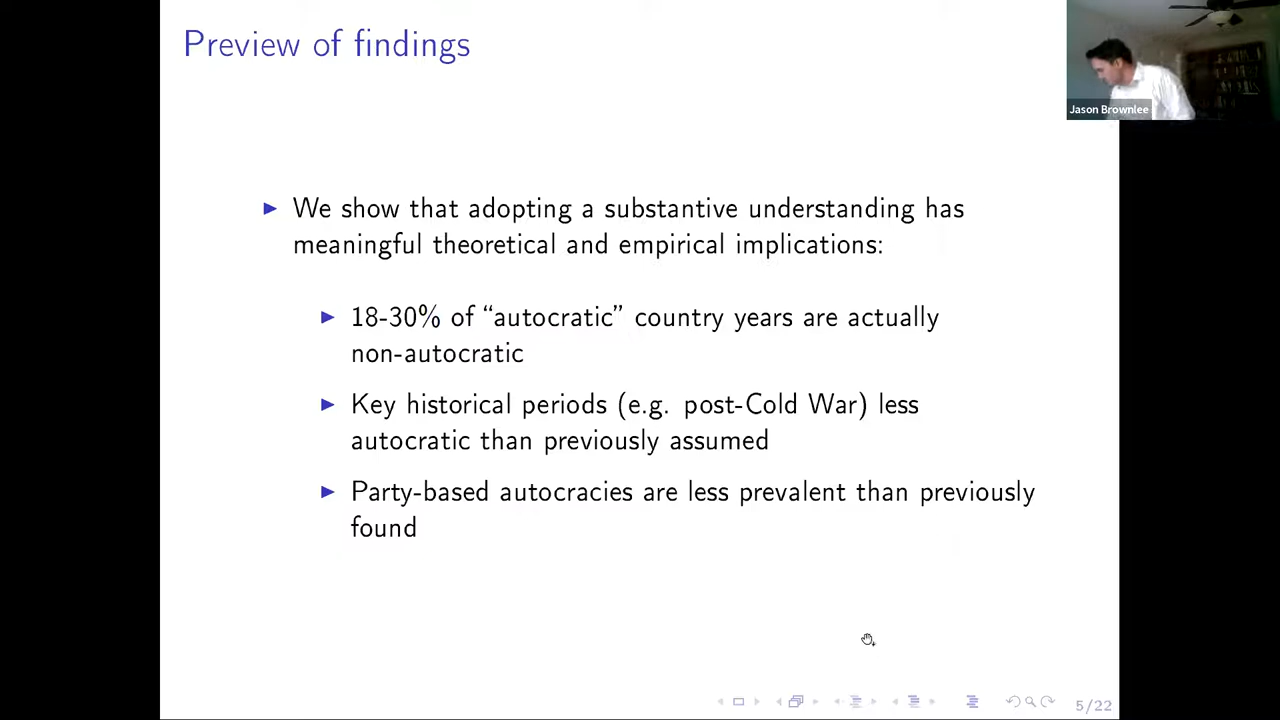 Preview of findings
Jason Brownlee
We show that adopting a substantive understanding has
meaningful theoretical and empirical implications:
18-30% of “autocratic” country years are actually
non-autocratic
Key historical periods (e.g. post-Cold War) less
autocratic than previously assumed
Party-based autocracies are less prevalent than previously
found
5/22